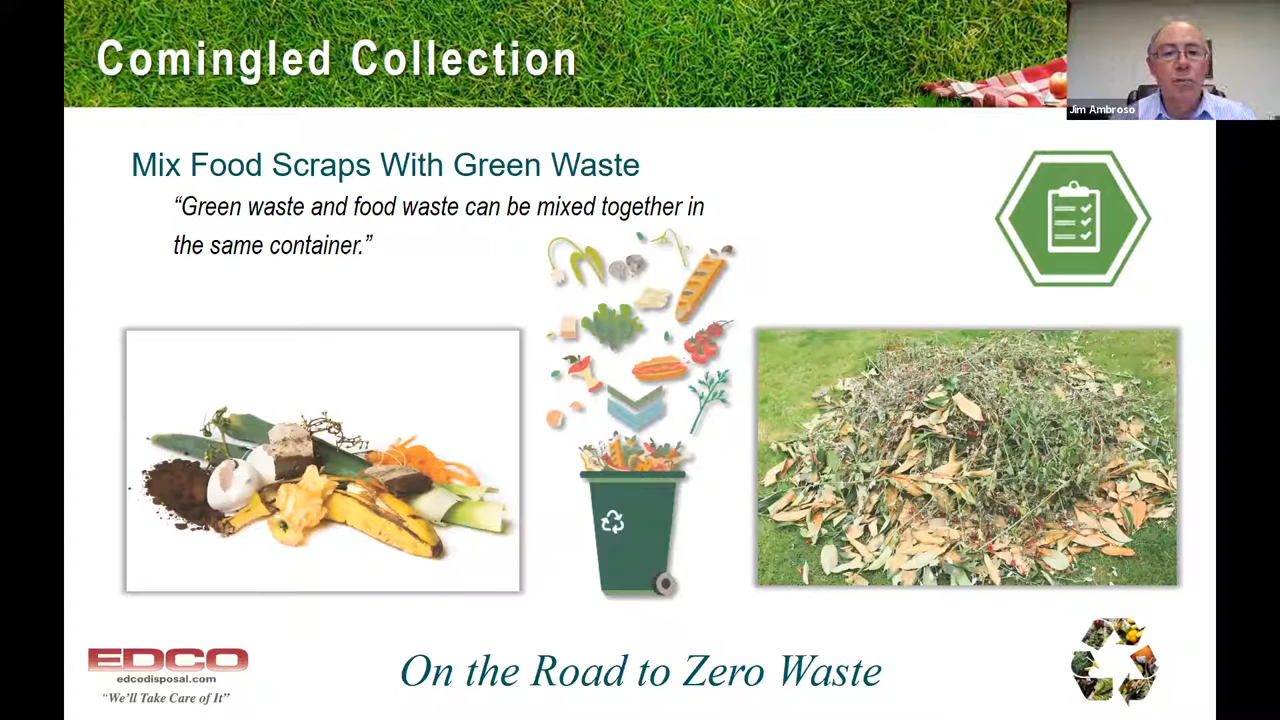 Comingled Collection
Jim Ambroso
Mix Food Scraps With Green Waste
“Green waste and food waste can be mixed together in
the same container.”
EDCO
edcodisposal.com
“We’ll Take Care of It”
On the Road to Zero Waste